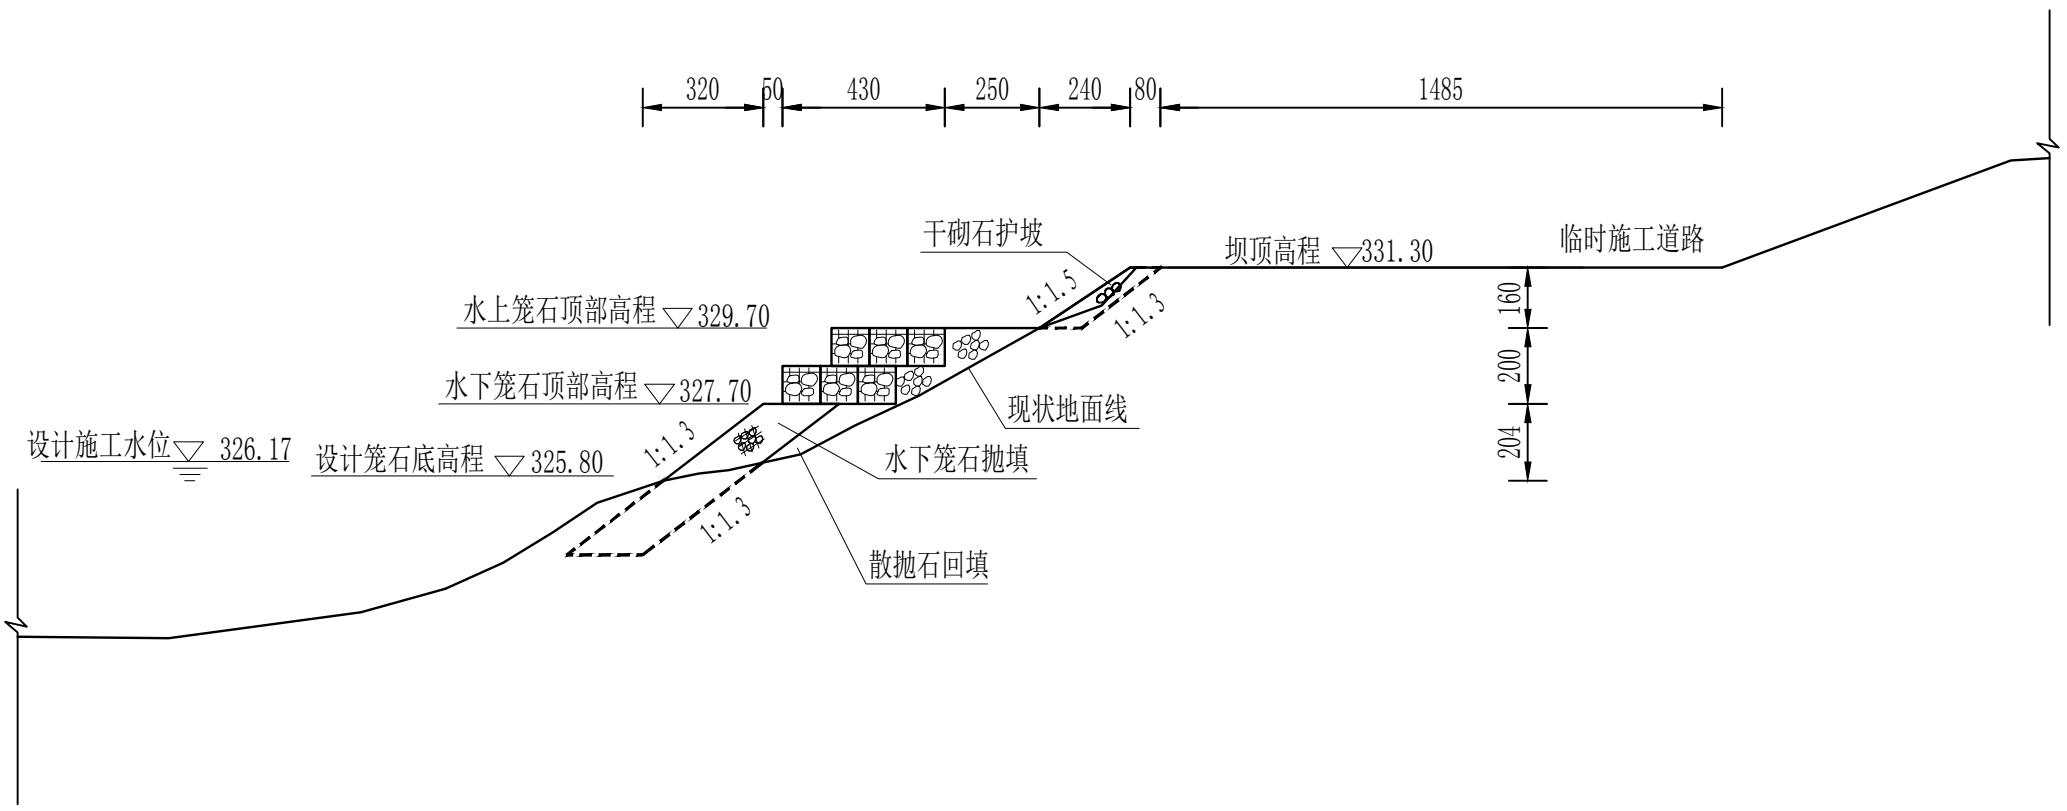 320
50
430
250
240
80
1485
干砌石护坡
坝顶高程
331.30
临时施工道路
1:1.5
1:1.3
160
水上笼石顶部高程
329.70
200
水下笼石顶部高程
327.70
现状地面线
204
设计施工水位
326.17
设计笼石底高程
325.80
1:1.3
水下笼石抛填
1:1.3
散抛石回填